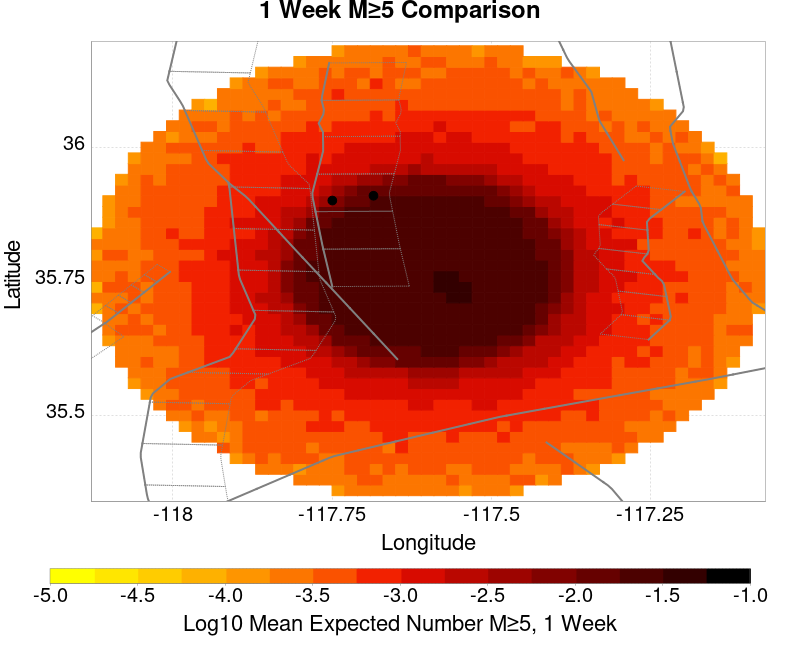 1 Week M≥5 Comparison
36
35.75
35.5
Latitude
-118 -117.75 -117.5 -117.25
Longitude
-5.0 -4.5 -4.0 -3.5 -3.0 -2.5 -2.0 -1.5 -1.0
Log10 Mean Expected Number M≥5, 1 Week